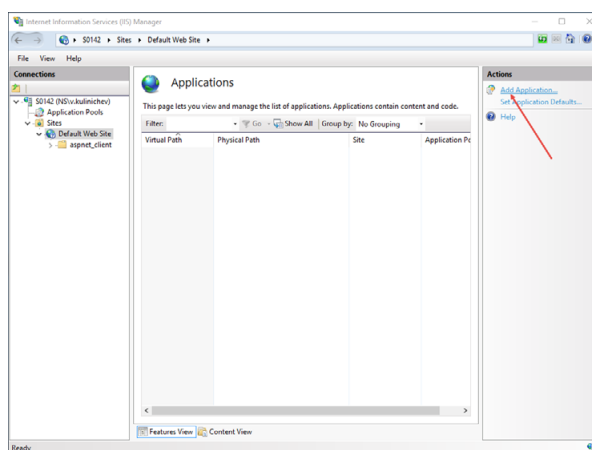 Internet Information Services (IIS) Manager
S0142 Sites Default Web Site
File View Help
Connections
S0142 (NS\v.kulinichev)
Application Pools
Sites
Default Web Site
aspnet_client
Applications
This page lets you view and manage the list of applications. Applications contain content and code.
Filter: Go Show All Group by: No Grouping
Virtual Path Physical Path Site Application Po
Features View Content View
Actions
Add Application...
Set Application Defaults...
Help
Ready